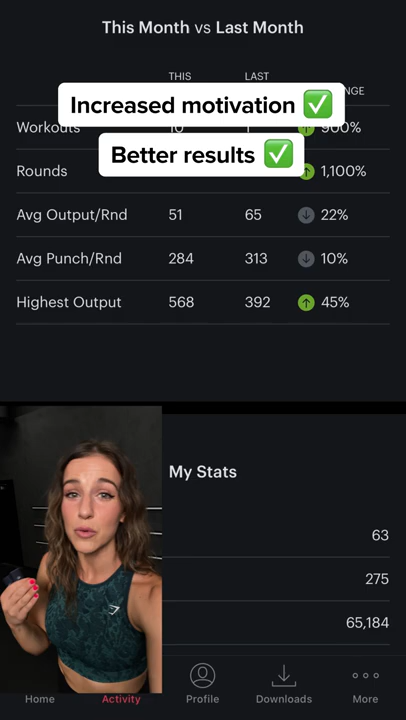 This Month vs Last Month
THIS LAST
Increased motivation ✅
Workouts 900%
Better results ✅
Rounds 1,100%
Avg Output/Rnd 51 65 22%
Avg Punch/Rnd 284 313 10%
Highest Output 568 392 45%
My Stats
63
275
65,184
Home Activity Profile Downloads More